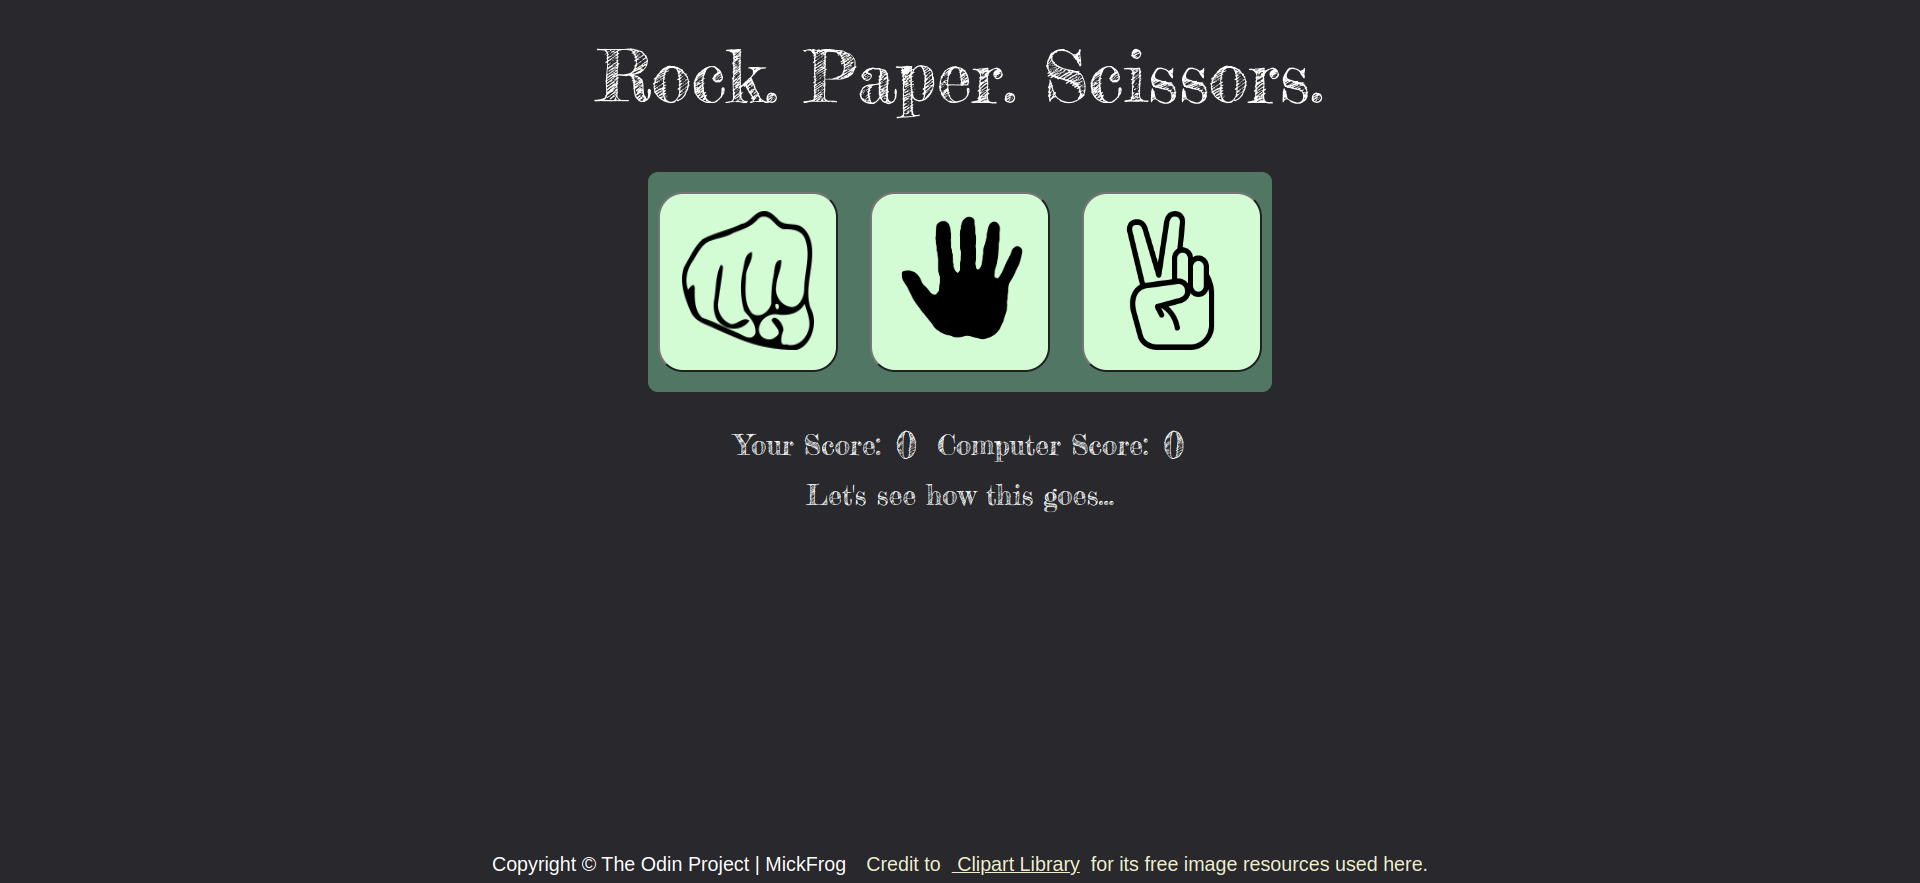 Rock. Paper. Scissors.
Your Score: 0 Computer Score: 0
Let's see how this goes...
Copyright © The Odin Project | MickFrog Credit to Clipart Library for its free image resources used here.